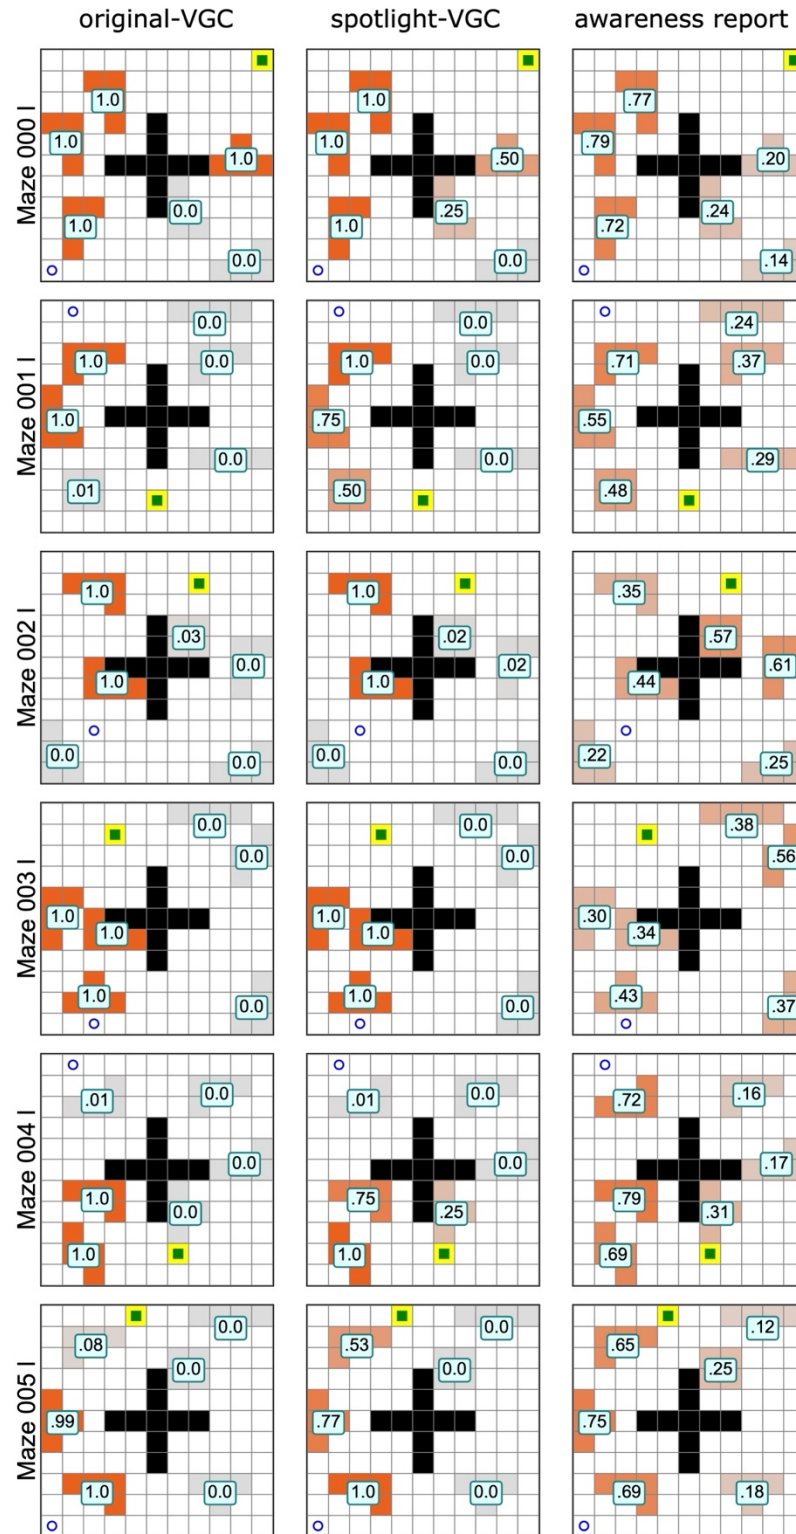 original-VGC spotlight-VGC awareness report
Maze 000 I
1.0 1.0 .77
1.0 1.0 .79
1.0 .50 .20
0.0 .25 .24
1.0 1.0 .72
0.0 0.0 .14
Maze 001 I
0.0 0.0 .24
1.0 0.0 1.0 0.0 .71 .37
1.0 .75 .55
0.0 0.0 .29
.01 .50 .48
Maze 002 I
1.0 1.0 .35
.03 .02 .57
0.0 .02 .61
1.0 1.0 .44
0.0 0.0 0.0 0.0 .22 .25
Maze 003 I
0.0 0.0 .38
0.0 0.0 .56
1.0 1.0 .30
1.0 1.0 .34
1.0 1.0 .43
0.0 0.0 .37
Maze 004 I
.01 0.0 .01 0.0 .72 .16
0.0 0.0 .17
1.0 .75 .79
0.0 .25 .31
1.0 1.0 .69
Maze 005 I
0.0 0.0 .12
.08 .53 .65
0.0 0.0 .25
.99 .77 .75
1.0 0.0 1.0 0.0 .69 .18